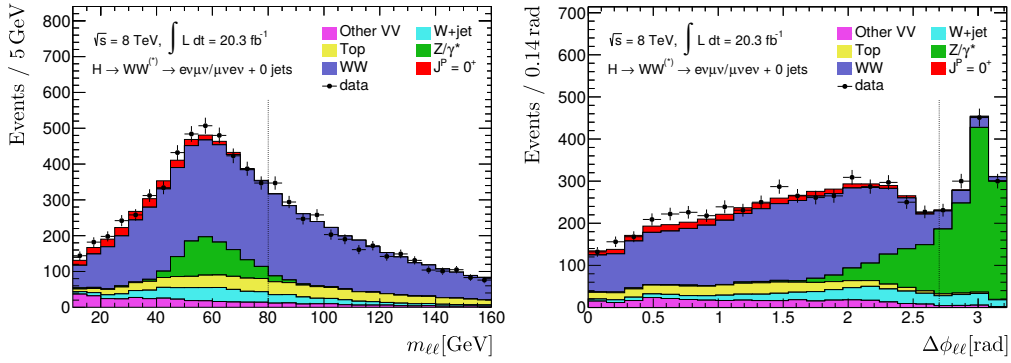 Events / 5 GeV
800
700
600
500
400
300
200
100
0
√s = 8 TeV, ∫ L dt = 20.3 fb⁻¹
H → WW⁽*⁾ → eνμν/μνeν + 0 jets
Other VV
W+jet
Top
Z/γ*
WW
Jᴾ = 0⁺
data
20 40 60 80 100 120 140 160
mℓℓ[GeV]
Events / 0.14 rad
700
600
500
400
300
200
100
0
√s = 8 TeV, ∫ L dt = 20.3 fb⁻¹
H → WW⁽*⁾ → eνμν/μνeν + 0 jets
Other VV
W+jet
Top
Z/γ*
WW
Jᴾ = 0⁺
data
0 0.5 1 1.5 2 2.5 3
Δϕℓℓ[rad]